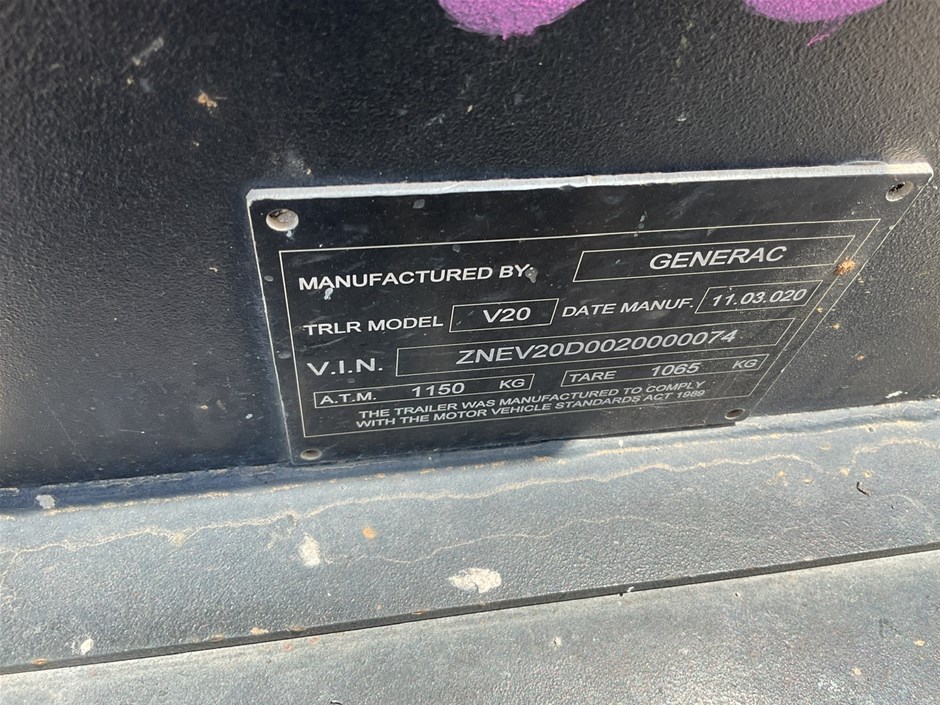 MANUFACTURED BY: GENERAC
TRLR MODEL V20 DATE MANUF. 11.03.020
V.I.N. ZNEV20D0020000074
A.T.M. 1150 KG TARE 1065 KG
THE TRAILER WAS MANUFACTURED TO COMPLY
WITH THE MOTOR VEHICLE STANDARDS ACT 1989